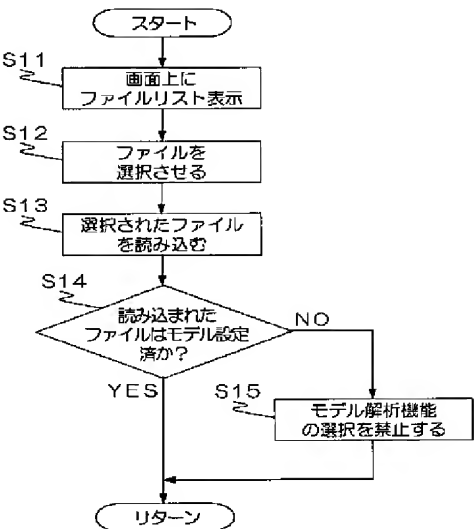 スタート
S11
画面上に
ファイルリスト表示
S12
ファイルを
選択させる
S13
選択されたファイル
を読み込む
S14
読み込まれた
ファイルはモデル設定
済か?
NO
YES
S15
モデル解析機能
の選択を禁止する
リターン